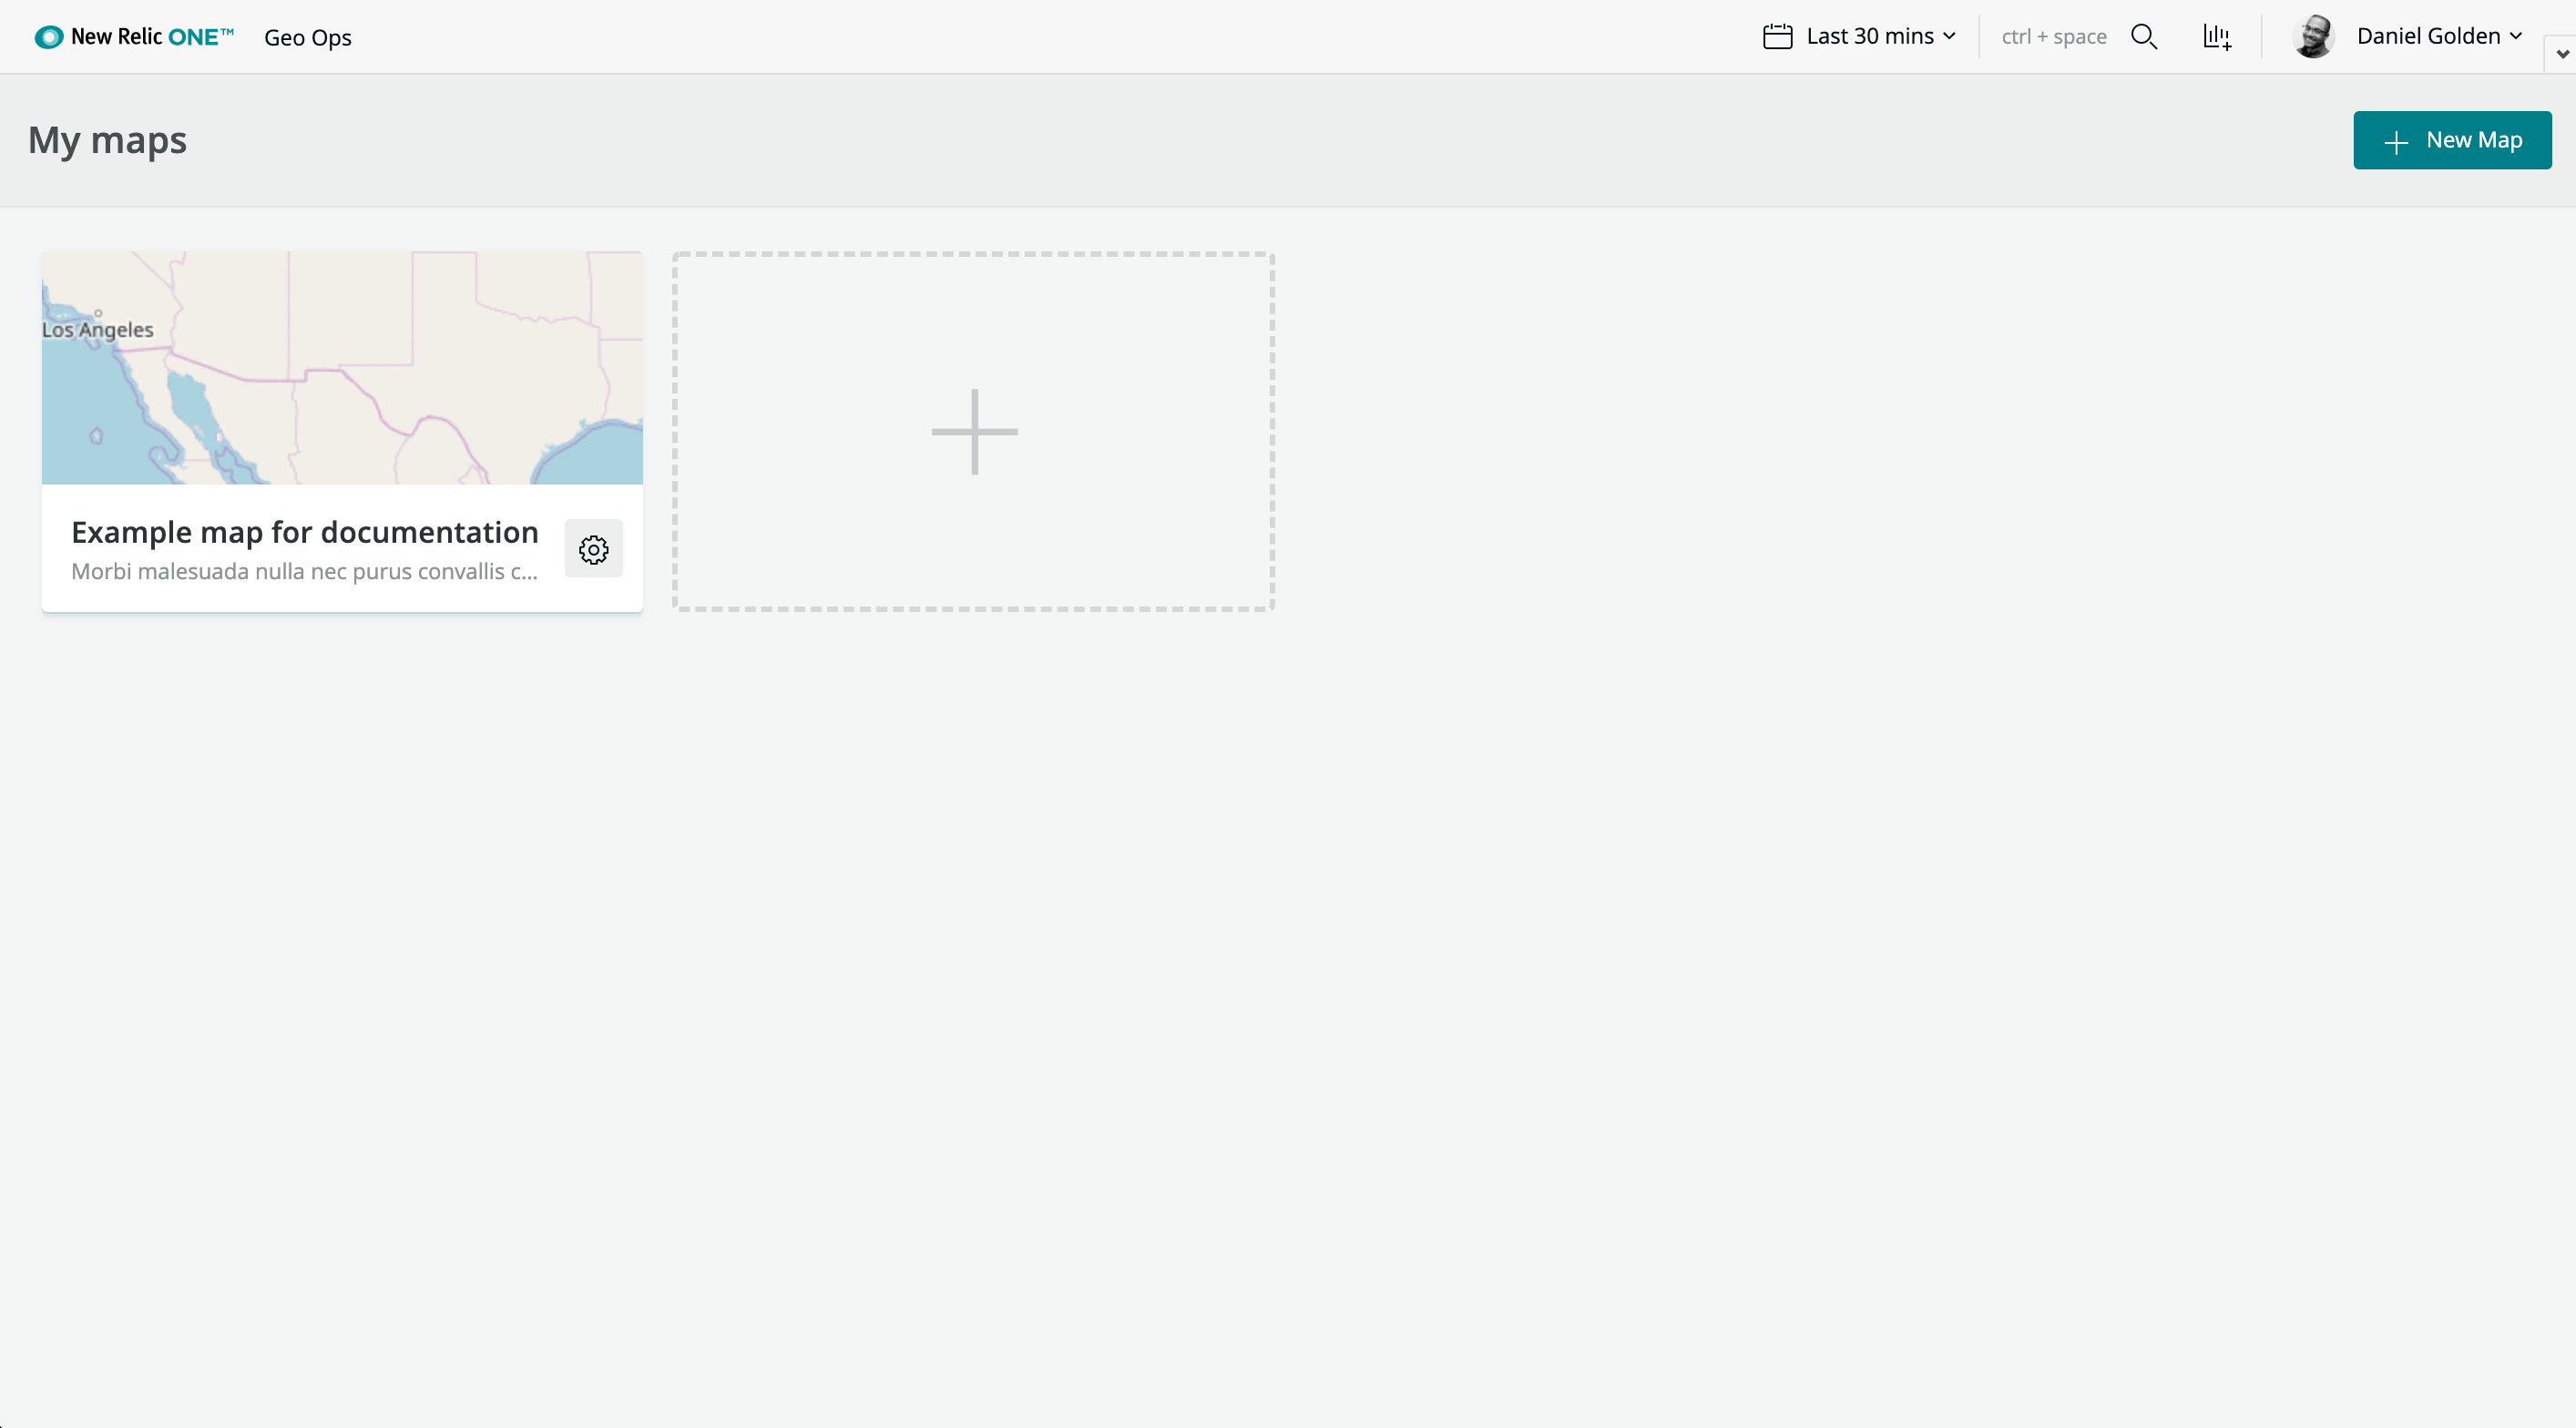 New Relic ONE™ Geo Ops Last 30 mins ctrl + space Daniel Golden
My maps
New Map
Los Angeles
Example map for documentation
Morbi malesuada nulla nec purus convallis c...